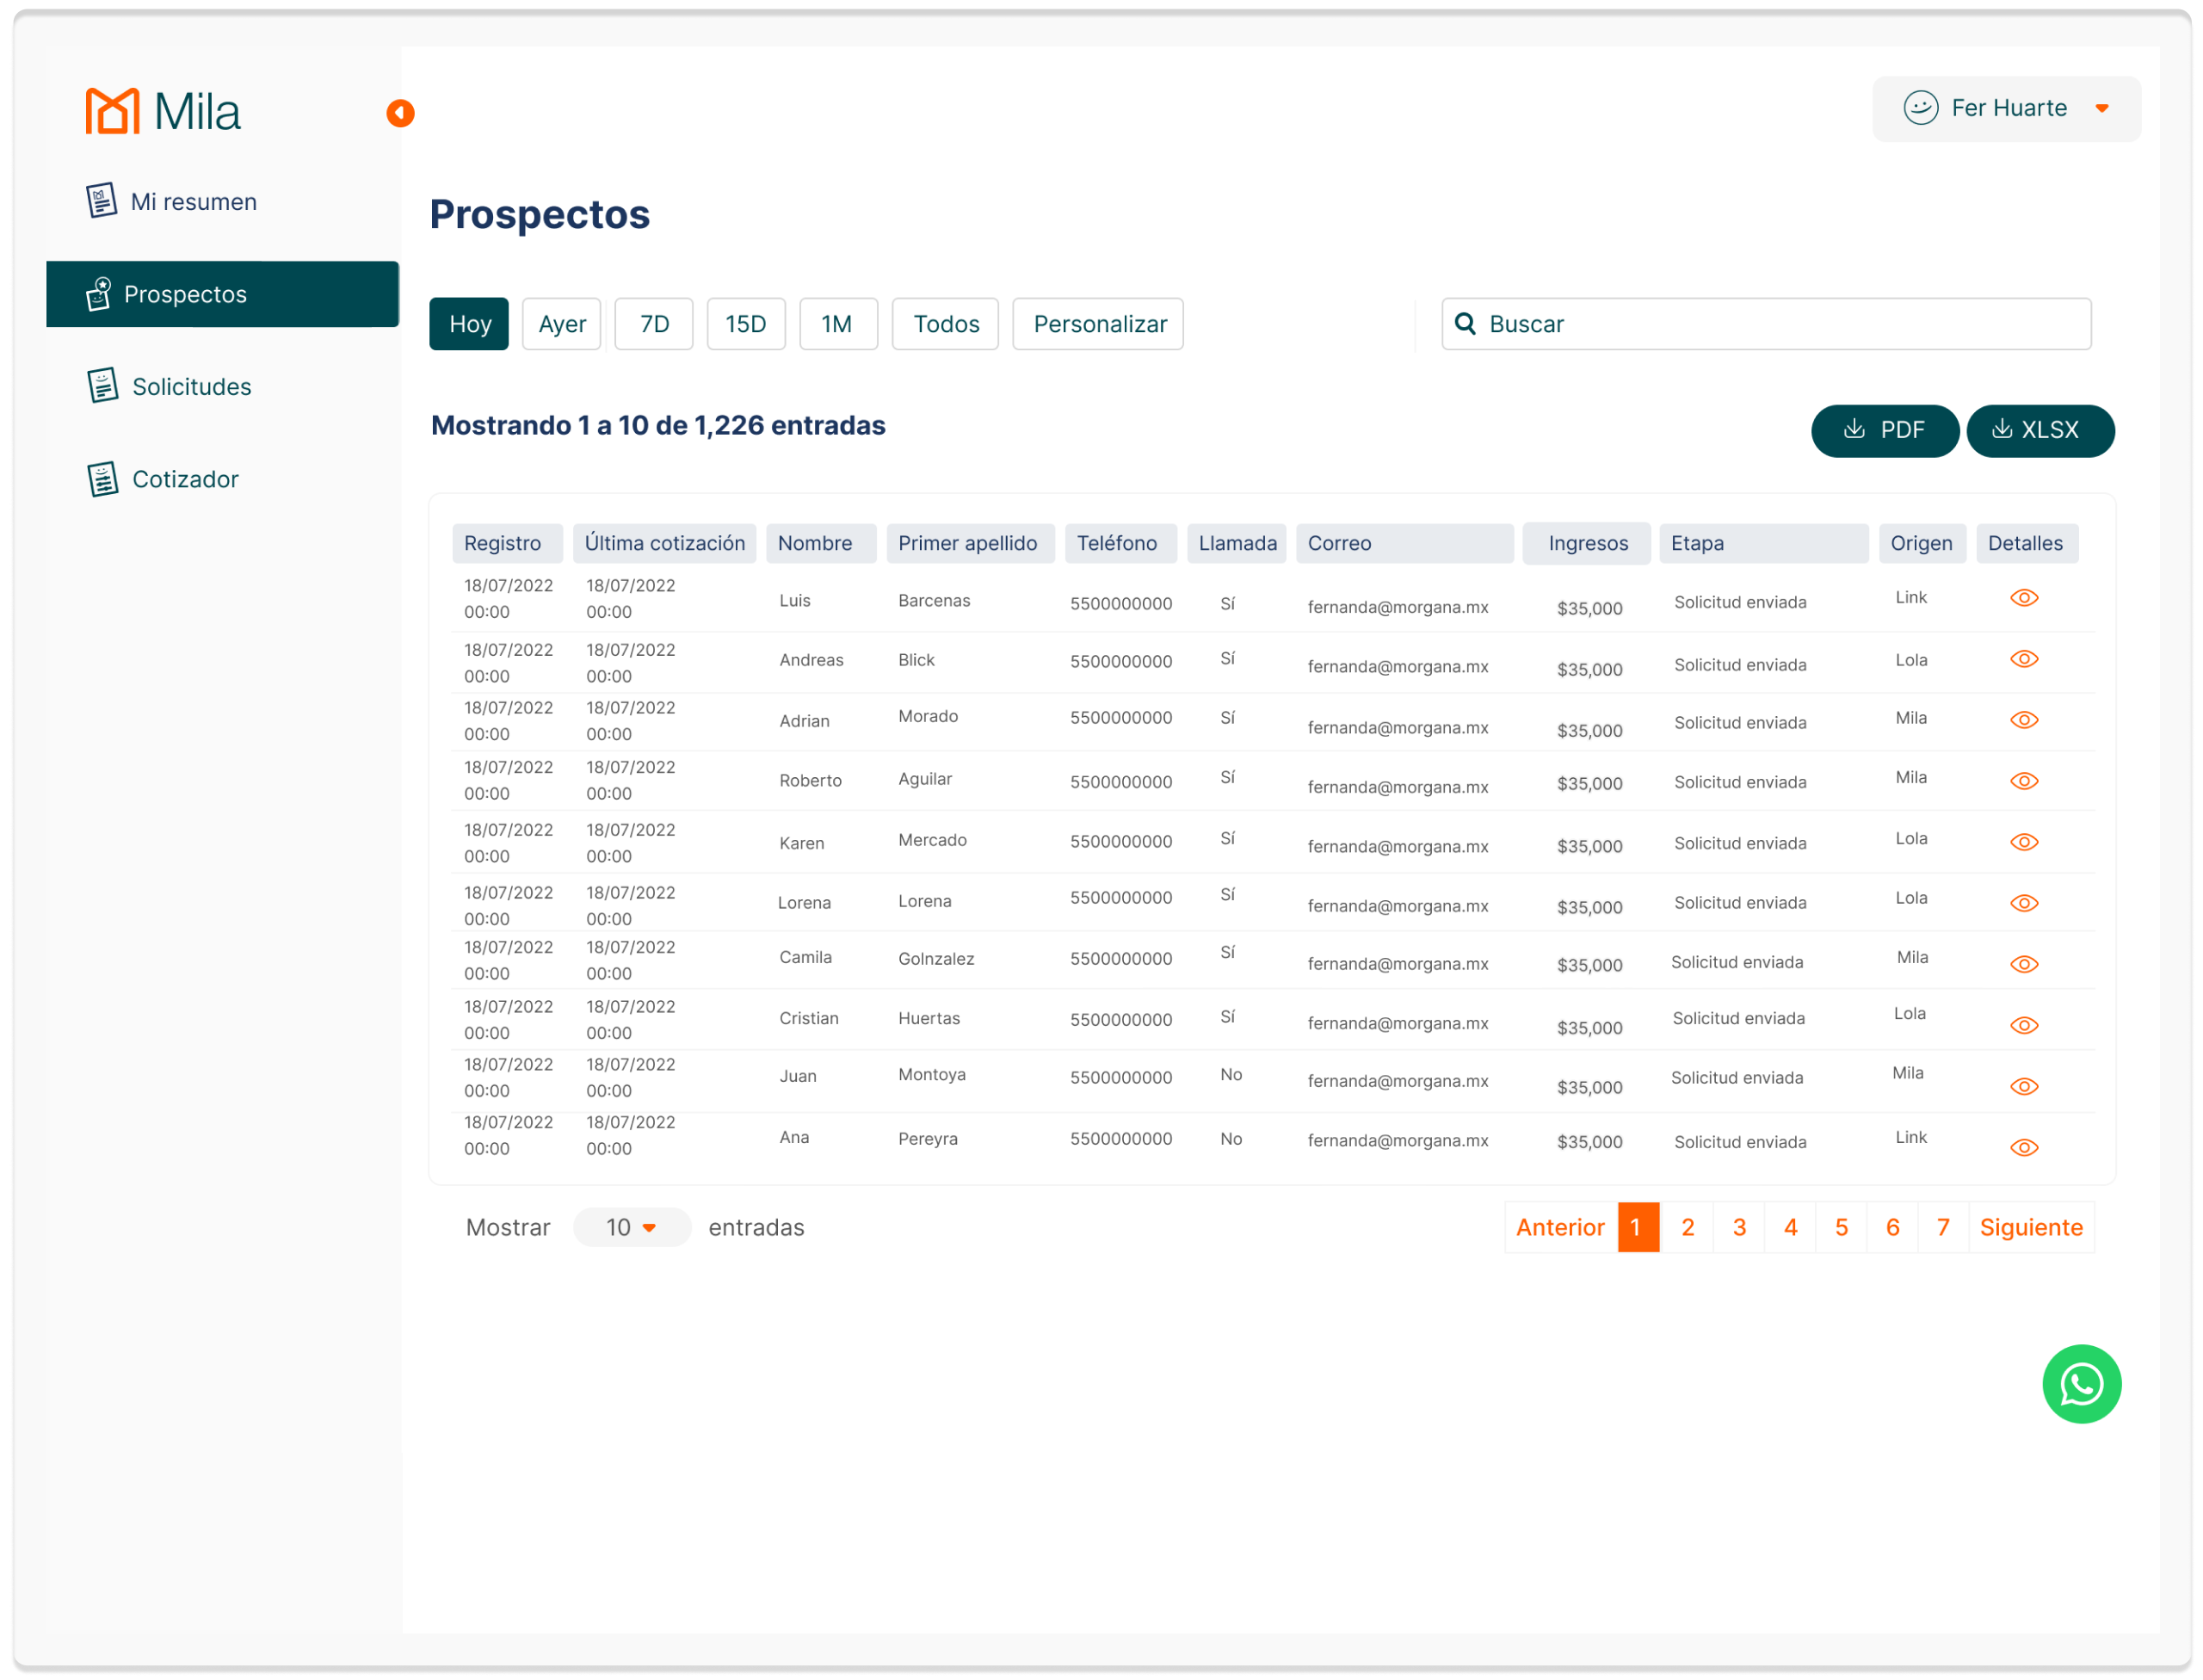 Mila
Fer Huarte
Mi resumen
Prospectos
Solicitudes
Cotizador
Prospectos
Hoy Ayer 7D 15D 1M Todos Personalizar Buscar
Mostrando 1 a 10 de 1,226 entradas PDF XLSX
Registro Última cotización Nombre Primer apellido Teléfono Llamada Correo Ingresos Etapa Origen Detalles
18/07/2022 00:00 18/07/2022 00:00 Luis Barcenas 5500000000 Sí fernanda@morgana.mx $35,000 Solicitud enviada Link
18/07/2022 00:00 18/07/2022 00:00 Andreas Blick 5500000000 Sí fernanda@morgana.mx $35,000 Solicitud enviada Lola
18/07/2022 00:00 18/07/2022 00:00 Adrian Morado 5500000000 Sí fernanda@morgana.mx $35,000 Solicitud enviada Mila
18/07/2022 00:00 18/07/2022 00:00 Roberto Aguilar 5500000000 Sí fernanda@morgana.mx $35,000 Solicitud enviada Mila
18/07/2022 00:00 18/07/2022 00:00 Karen Mercado 5500000000 Sí fernanda@morgana.mx $35,000 Solicitud enviada Lola
18/07/2022 00:00 18/07/2022 00:00 Lorena Lorena 5500000000 Sí fernanda@morgana.mx $35,000 Solicitud enviada Lola
18/07/2022 00:00 18/07/2022 00:00 Camila Golnzalez 5500000000 Sí fernanda@morgana.mx $35,000 Solicitud enviada Mila
18/07/2022 00:00 18/07/2022 00:00 Cristian Huertas 5500000000 Sí fernanda@morgana.mx $35,000 Solicitud enviada Lola
18/07/2022 00:00 18/07/2022 00:00 Juan Montoya 5500000000 No fernanda@morgana.mx $35,000 Solicitud enviada Mila
18/07/2022 00:00 18/07/2022 00:00 Ana Pereyra 5500000000 No fernanda@morgana.mx $35,000 Solicitud enviada Link
Mostrar 10 entradas Anterior 1 2 3 4 5 6 7 Siguiente